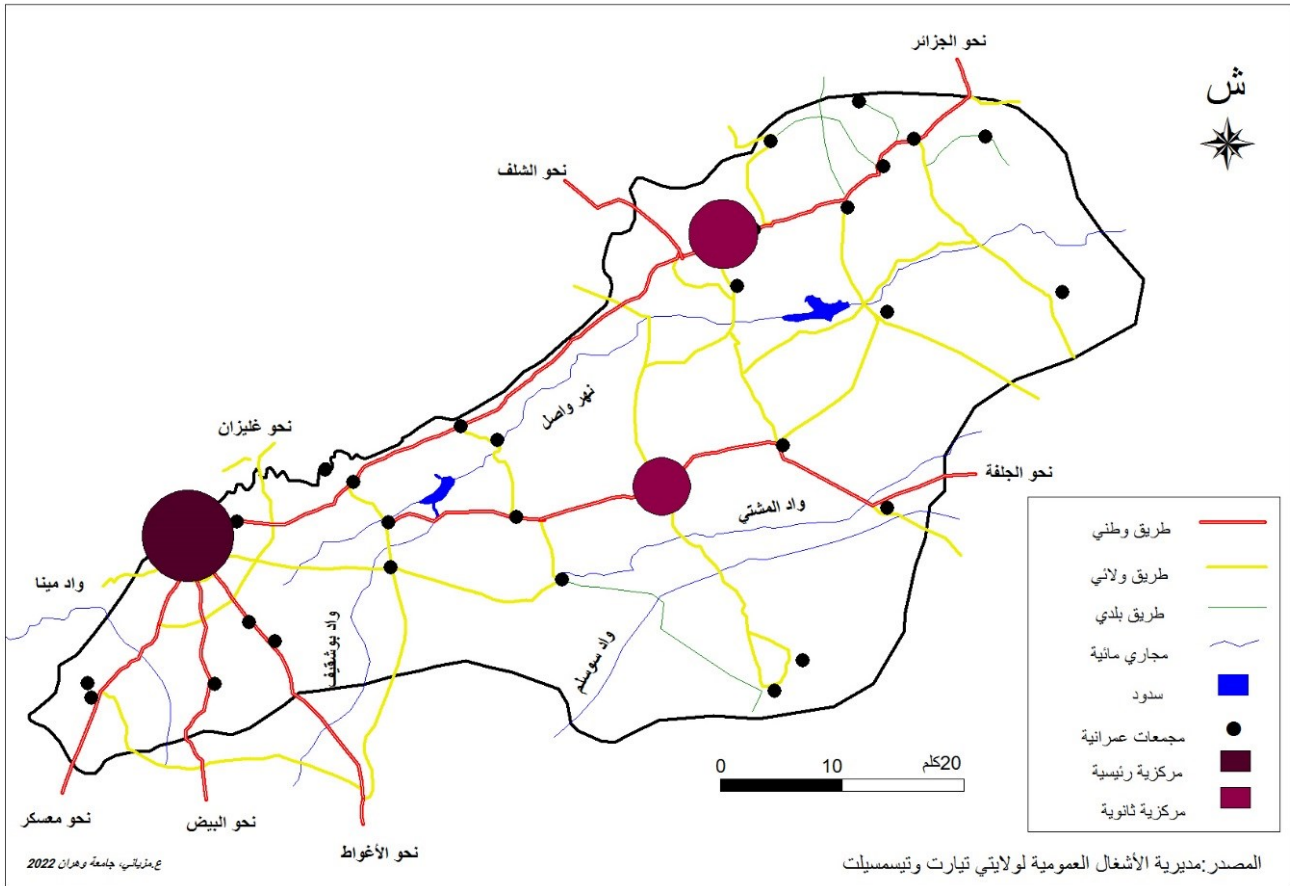 نحو الجزائر
ش
نحو الشلف
نهر واصل
نحو غليزان
نحو الجلفة
واد المشتي
واد مينا
واد بوشقيف
واد سوسلم
طريق وطني
طريق ولائي
طريق بلدي
مجاري مائية
سدود
مجمعات عمرانية
مركزية رئيسية
مركزية ثانوية
0 10 20كلم
نحو معسكر
نحو البيض
نحو الأغواط
ع.مزياني، جامعة وهران 2022
المصدر:مديرية الأشغال العمومية لولايتي تيارت وتيسمسيلت